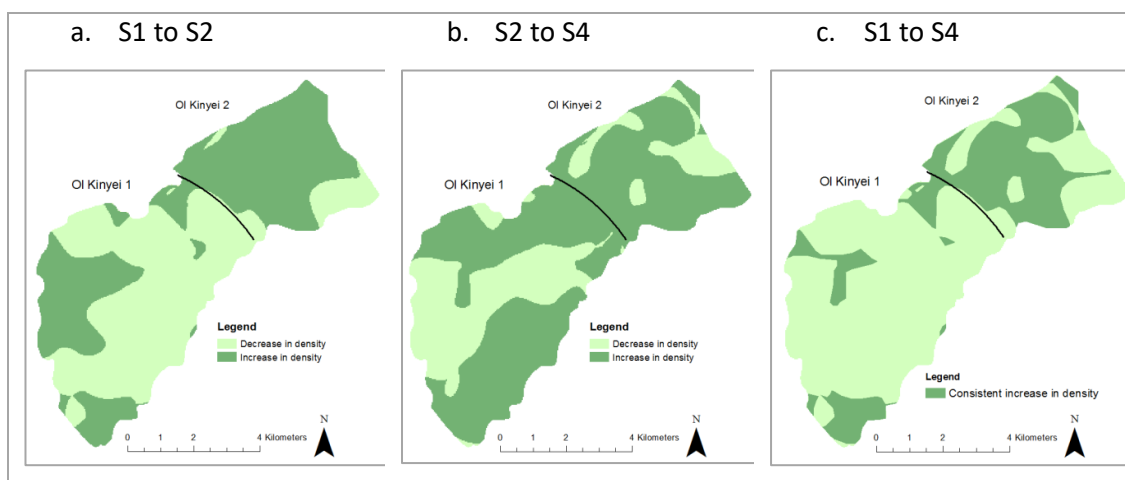 a. S1 to S2
b. S2 to S4
c. S1 to S4
Ol Kinyei 2
Ol Kinyei 1
Legend
Decrease in density
Increase in density
N
0 1 2 4 Kilometers
Ol Kinyei 2
Ol Kinyei 1
Legend
Decrease in density
Increase in density
N
0 1 2 4 Kilometers
Ol Kinyei 2
Ol Kinyei 1
Legend
Consistent increase in density
N
0 1 2 4 Kilometers